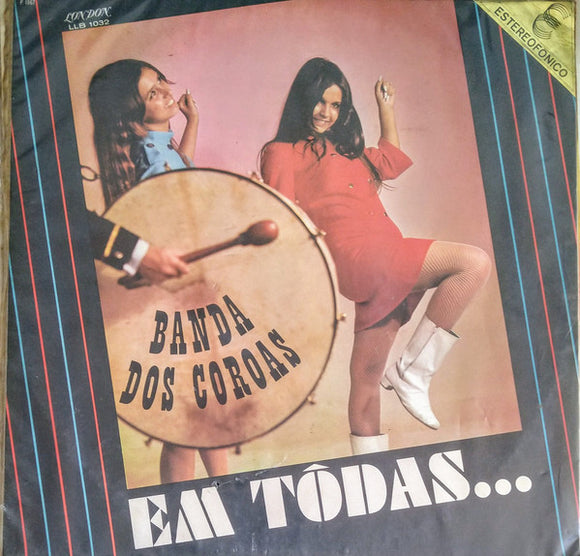 LONDON
LLB 1032
ESTEREOFÔNICO
BANDA
DOS COROAS
EM TÔDAS...